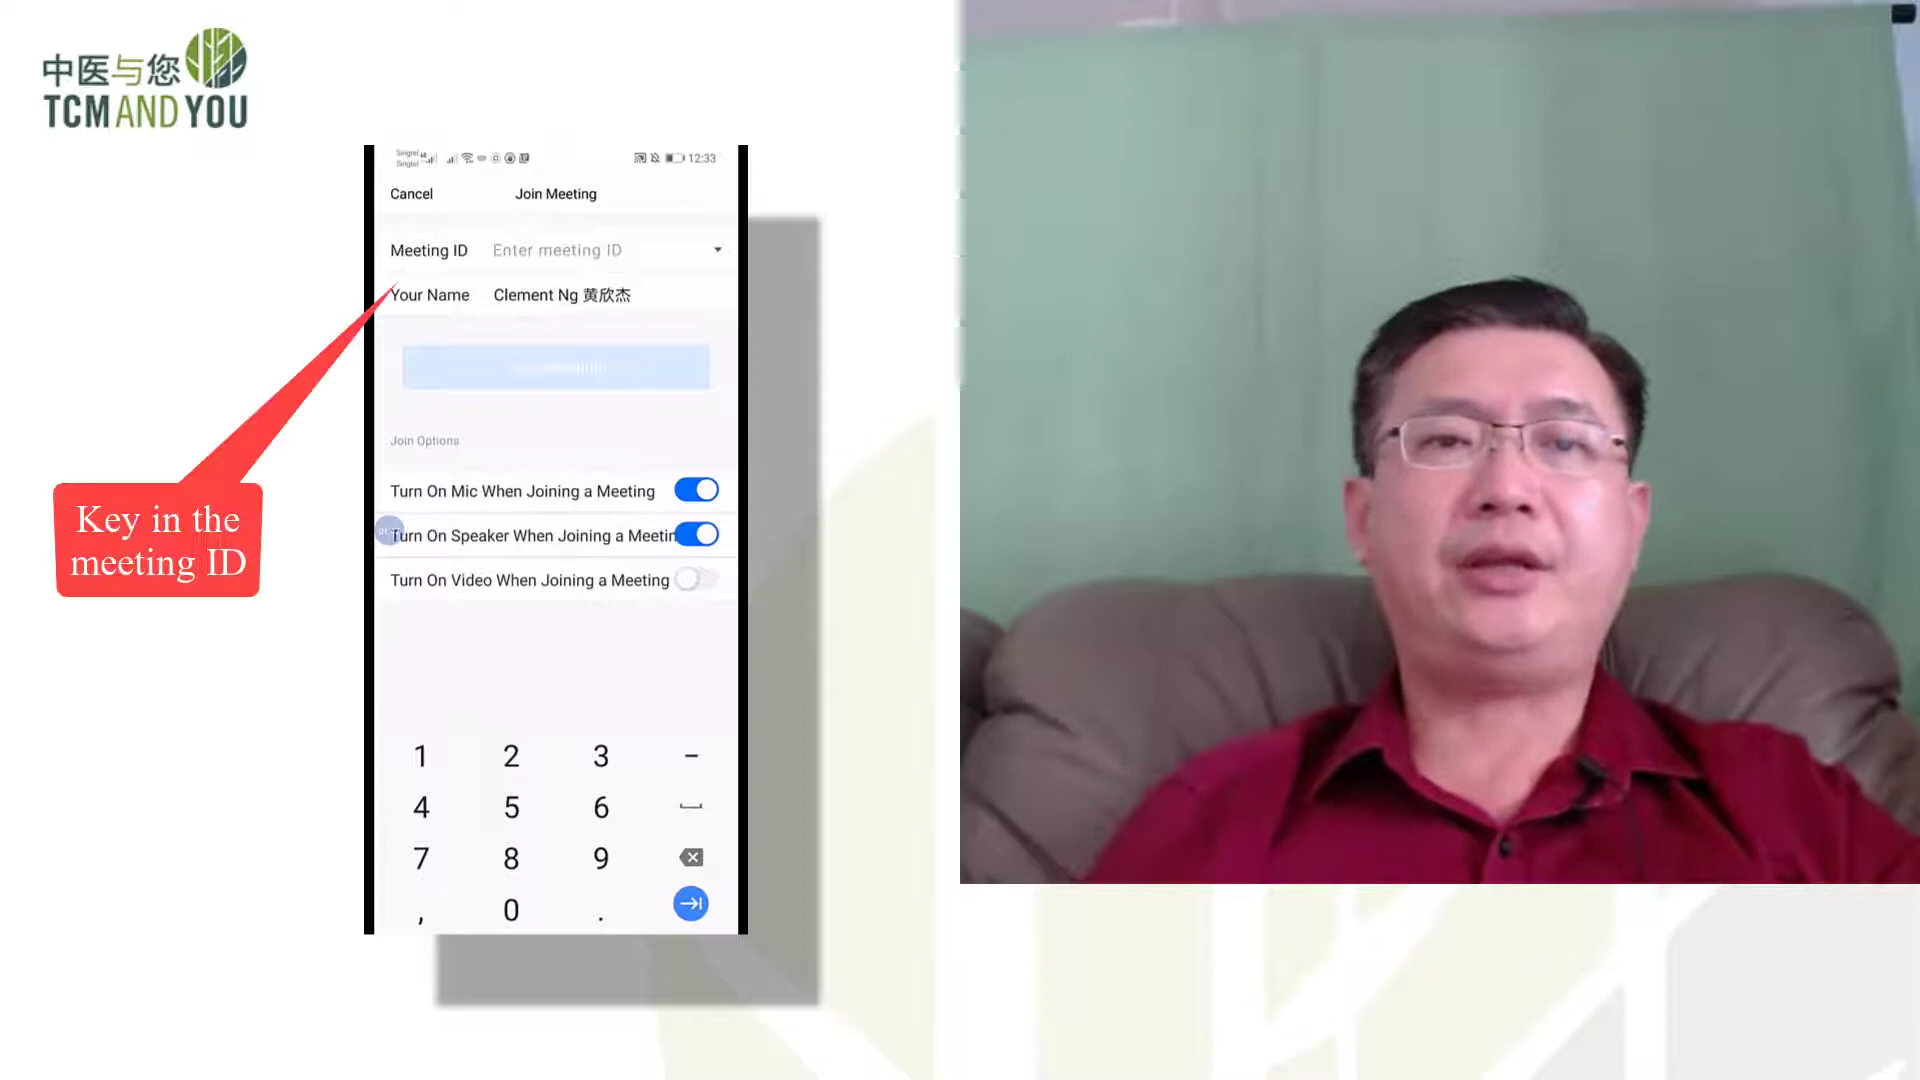 中医与您
TCM AND YOU
Singtel
Singtel
12:33
Cancel
Join Meeting
Meeting ID
Enter meeting ID
Your Name
Clement Ng 黄欣杰
Join Options
Turn On Mic When Joining a Meeting
Turn On Speaker When Joining a Meetin
Turn On Video When Joining a Meeting
Key in the
meeting ID
1 2 3 -
4 5 6
7 8 9
, 0 .